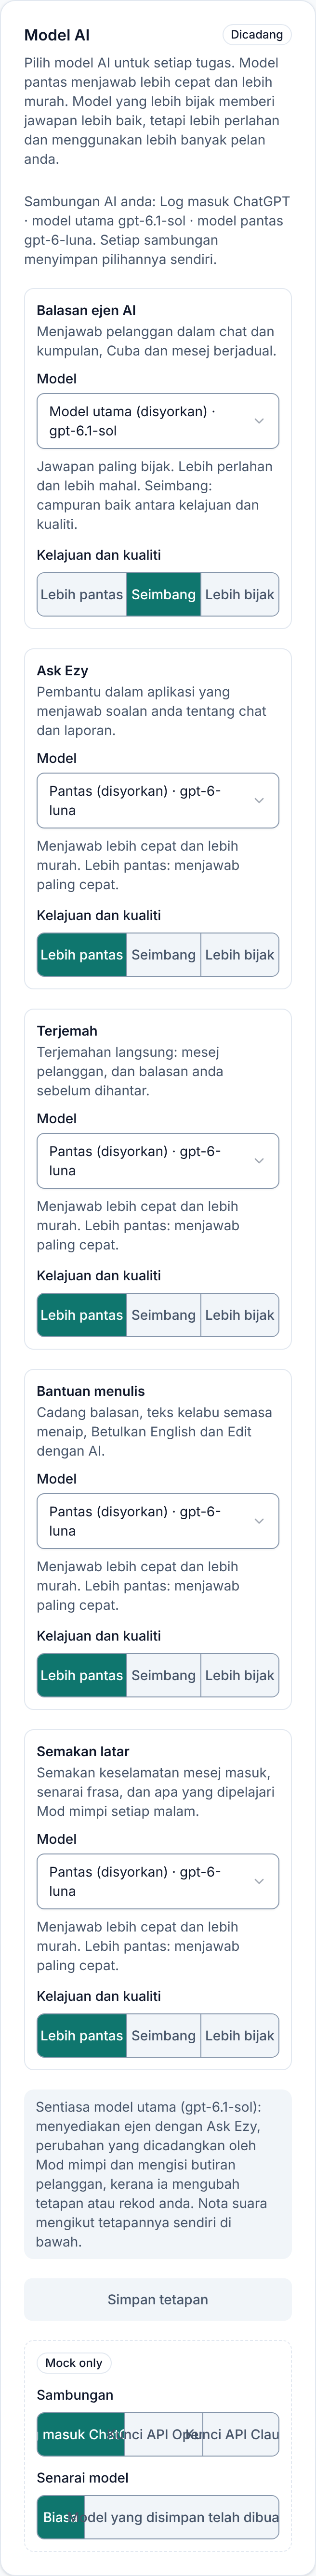 Model AI
Dicadang
Pilih model AI untuk setiap tugas. Model
pantas menjawab lebih cepat dan lebih
murah. Model yang lebih bijak memberi
jawapan lebih baik, tetapi lebih perlahan
dan menggunakan lebih banyak pelan
anda.
Sambungan AI anda: Log masuk ChatGPT
· model utama gpt-6.1-sol · model pantas
gpt-6-luna. Setiap sambungan
menyimpan pilihannya sendiri.
Balasan ejen AI
Menjawab pelanggan dalam chat dan
kumpulan, Cuba dan mesej berjadual.
Model
Model utama (disyorkan) ·
gpt-6.1-sol
Jawapan paling bijak. Lebih perlahan
dan lebih mahal. Seimbang:
campuran baik antara kelajuan dan
kualiti.
Kelajuan dan kualiti
Lebih pantas Seimbang Lebih bijak
Ask Ezy
Pembantu dalam aplikasi yang
menjawab soalan anda tentang chat
dan laporan.
Model
Pantas (disyorkan) · gpt-6-
luna
Menjawab lebih cepat dan lebih
murah. Lebih pantas: menjawab
paling cepat.
Kelajuan dan kualiti
Lebih pantas Seimbang Lebih bijak
Terjemah
Terjemahan langsung: mesej
pelanggan, dan balasan anda
sebelum dihantar.
Model
Pantas (disyorkan) · gpt-6-
luna
Menjawab lebih cepat dan lebih
murah. Lebih pantas: menjawab
paling cepat.
Kelajuan dan kualiti
Lebih pantas Seimbang Lebih bijak
Bantuan menulis
Cadang balasan, teks kelabu semasa
menaip, Betulkan English dan Edit
dengan AI.
Model
Pantas (disyorkan) · gpt-6-
luna
Menjawab lebih cepat dan lebih
murah. Lebih pantas: menjawab
paling cepat.
Kelajuan dan kualiti
Lebih pantas Seimbang Lebih bijak
Semakan latar
Semakan keselamatan mesej masuk,
senarai frasa, dan apa yang dipelajari
Mod mimpi setiap malam.
Model
Pantas (disyorkan) · gpt-6-
luna
Menjawab lebih cepat dan lebih
murah. Lebih pantas: menjawab
paling cepat.
Kelajuan dan kualiti
Lebih pantas Seimbang Lebih bijak
Sentiasa model utama (gpt-6.1-sol):
menyediakan ejen dengan Ask Ezy,
perubahan yang dicadangkan oleh
Mod mimpi dan mengisi butiran
pelanggan, kerana ia mengubah
tetapan atau rekod anda. Nota suara
mengikut tetapannya sendiri di
bawah.
Simpan tetapan
Mock only
Sambungan
masuk API API Clau
Senarai model
yang disimpan telah dibua